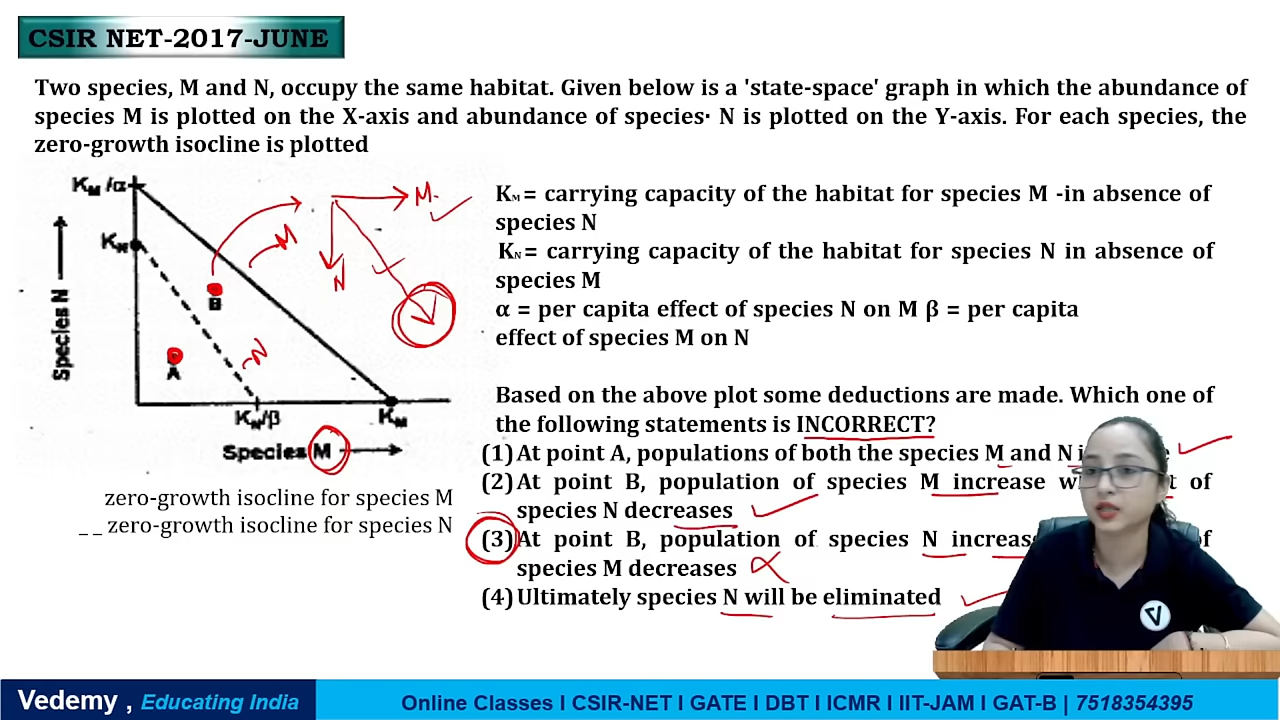 CSIR NET-2017-JUNE
Two species, M and N, occupy the same habitat. Given below is a 'state-space' graph in which the abundance of
species M is plotted on the X-axis and abundance of species· N is plotted on the Y-axis. For each species, the
zero-growth isocline is plotted
K_M /α
K_N
Species N
A
B
M
N
M.
N
K_N/β
K_M
Species M
zero-growth isocline for species M
_ _ zero-growth isocline for species N
Kₘ = carrying capacity of the habitat for species M -in absence of
species N
K_N = carrying capacity of the habitat for species N in absence of
species M
α = per capita effect of species N on M β = per capita
effect of species M on N
Based on the above plot some deductions are made. Which one of
the following statements is INCORRECT?
(1) At point A, populations of both the species M and N
(2) At point B, population of species M increase of
species N decreases
(3) At point B, population of species N increase
species M decreases
(4) Ultimately species N will be eliminated
Vedemy , Educating India
Online Classes I CSIR-NET I GATE I DBT I ICMR I IIT-JAM I GAT-B | 7518354395